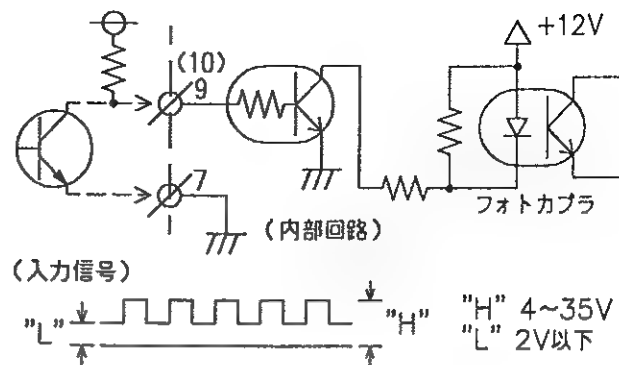 +12V
(10)
9
7
フォトカプラ
(内部回路)
(入力信号)
"L"
"H"
"H" 4~35V
"L" 2V以下